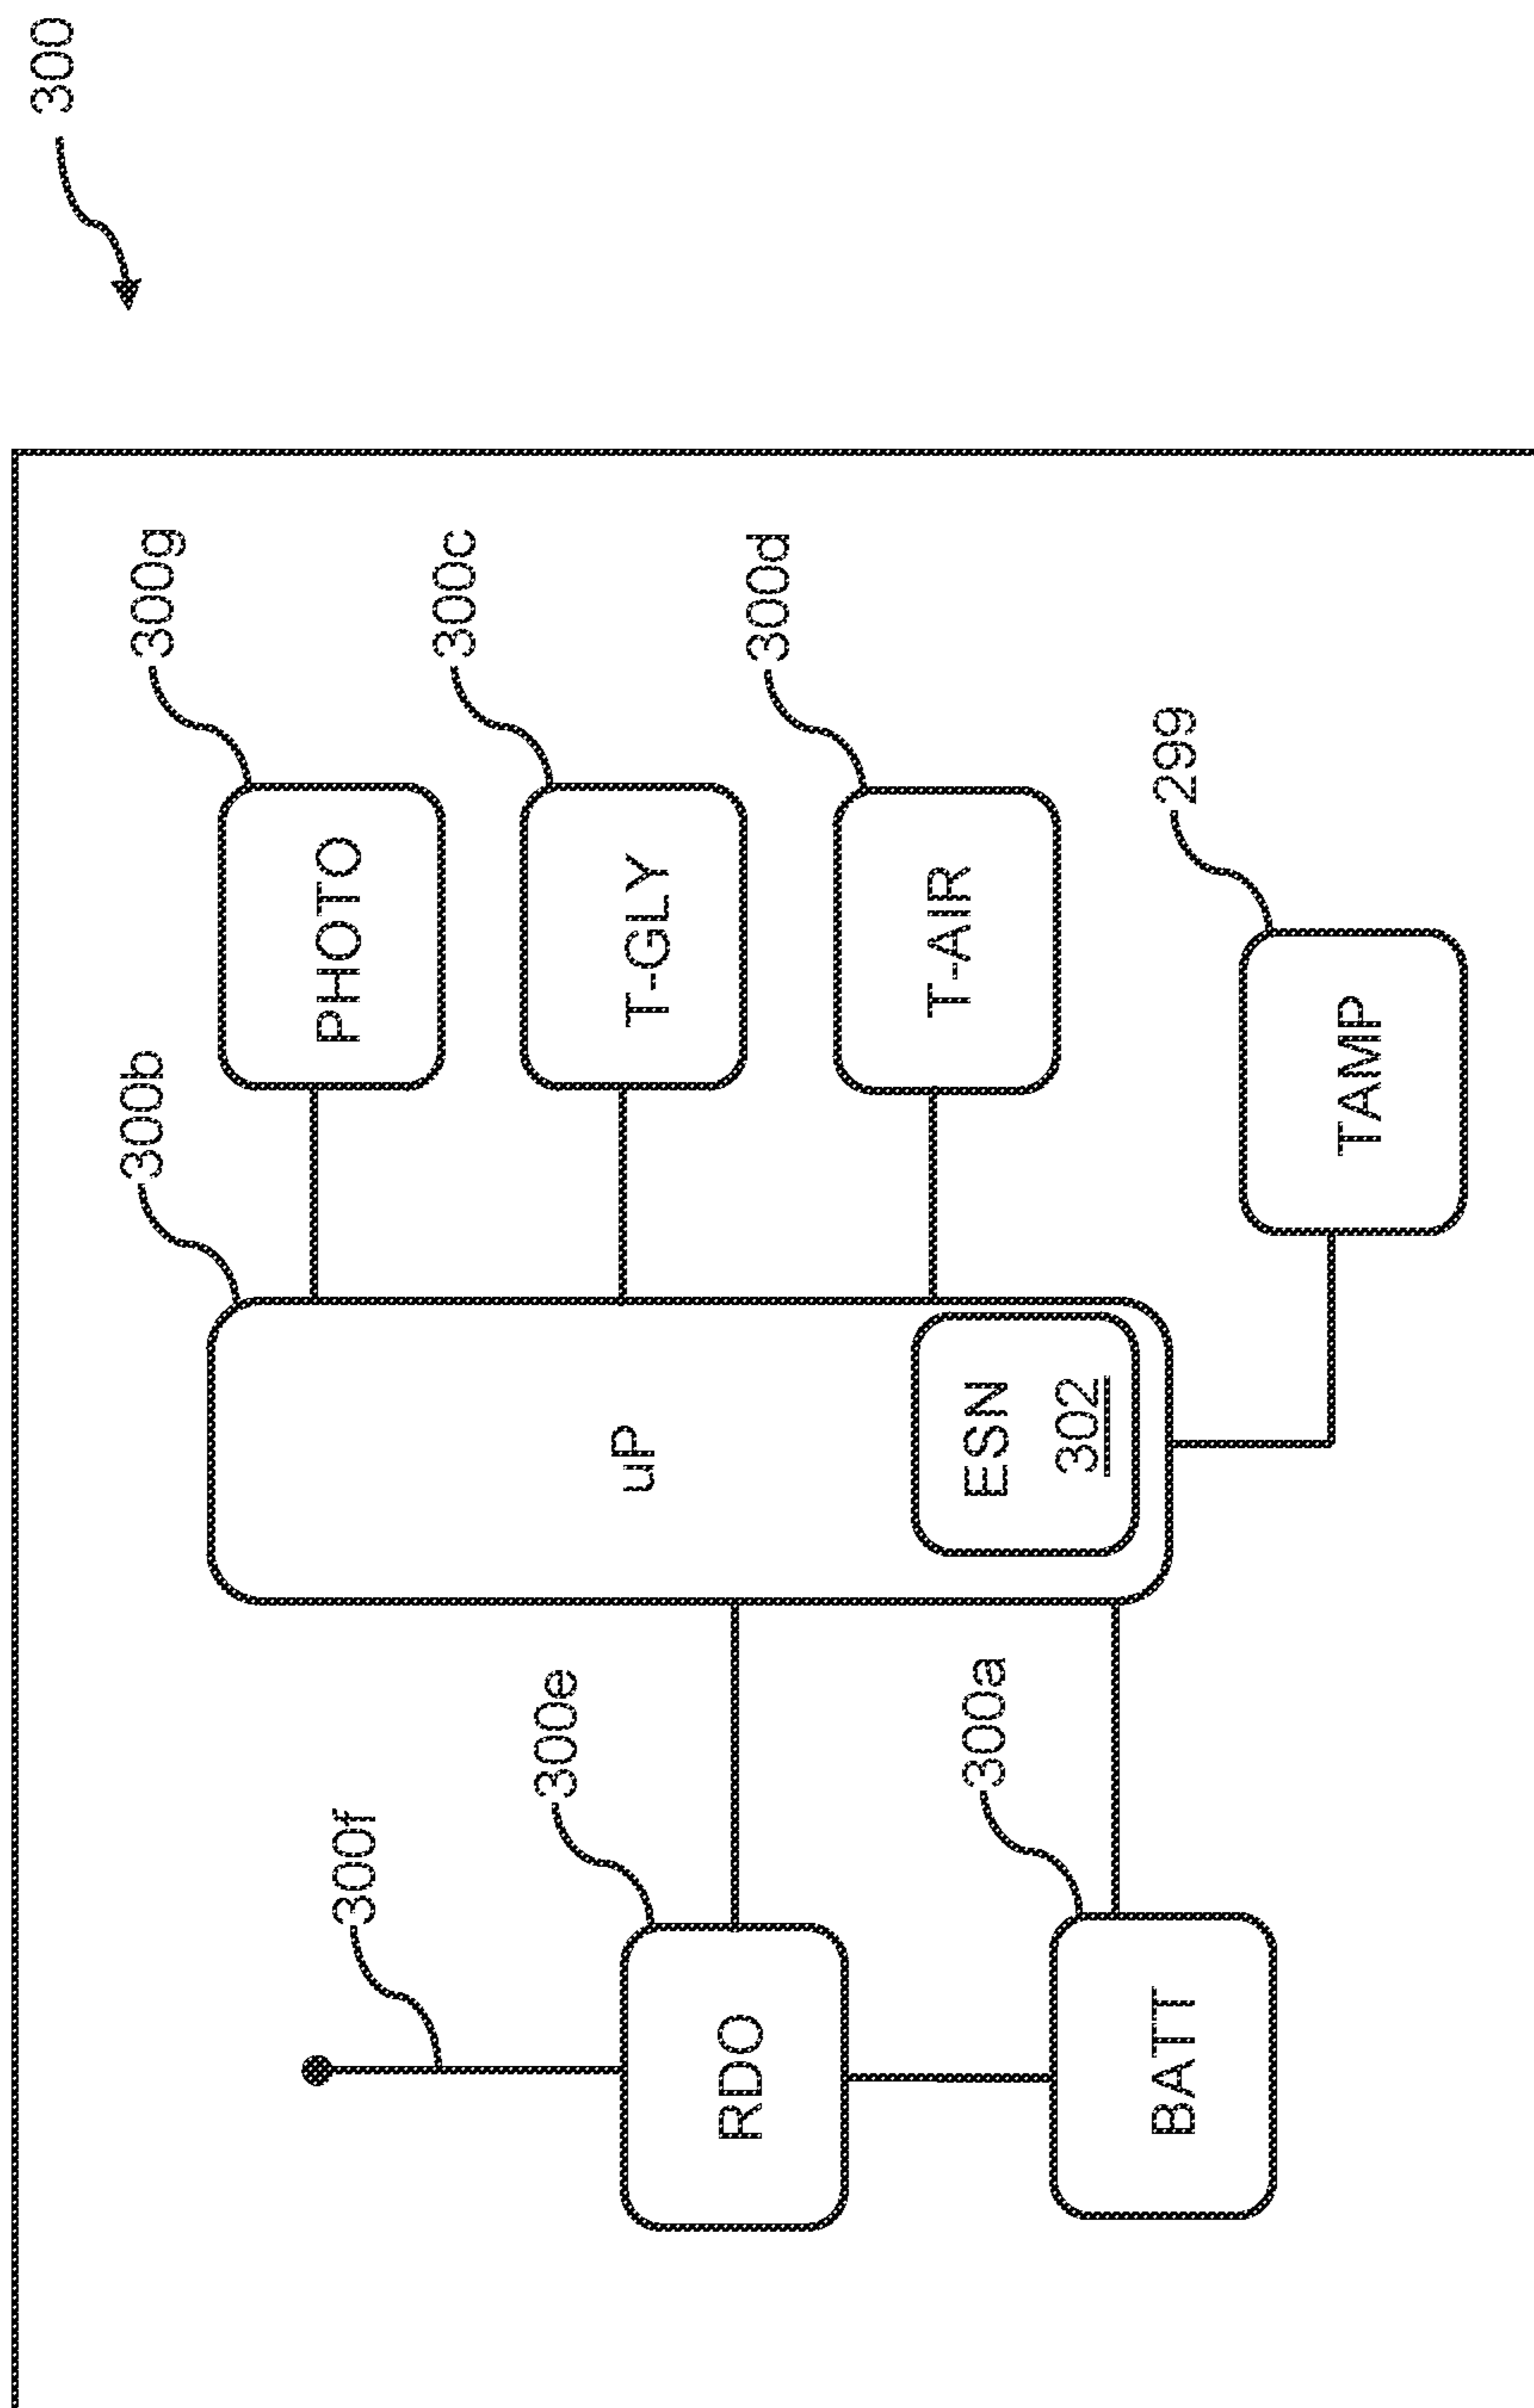 300
300b
300g
PHOTO
300f
300e
300c
T-GLY
uP
RDO
300a
300d
T-AIR
ESN
302
BATT
299
TAMP